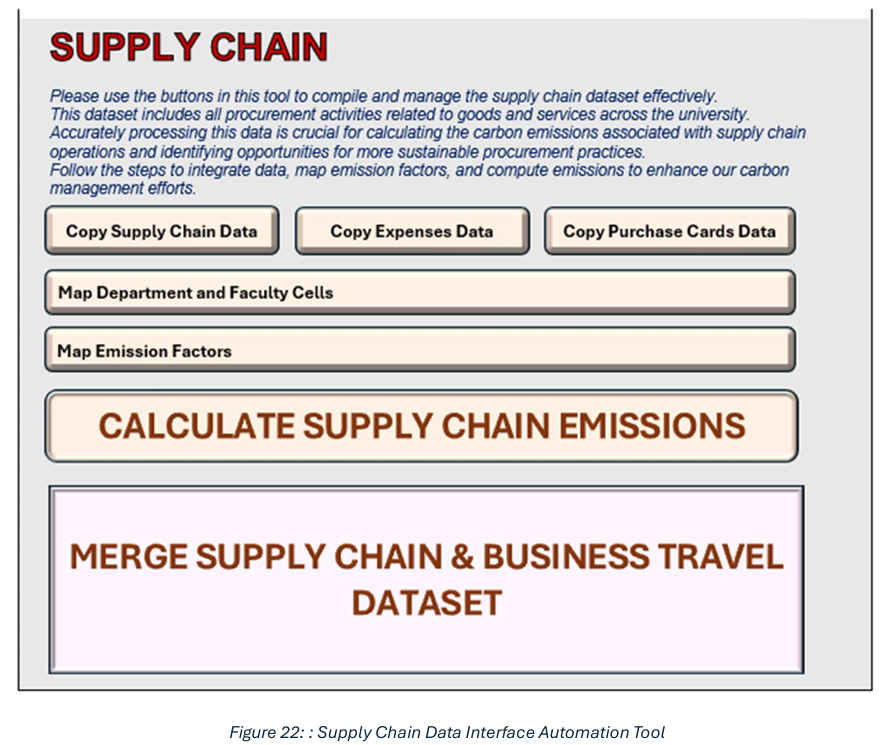 SUPPLY CHAIN
Please use the buttons in this tool to compile and manage the supply chain dataset effectively.
This dataset includes all procurement activities related to goods and services across the university.
Accurately processing this data is crucial for calculating the carbon emissions associated with supply chain
operations and identifying opportunities for more sustainable procurement practices.
Follow the steps to integrate data, map emission factors, and compute emissions to enhance our carbon
management efforts.
Copy Supply Chain Data
Copy Expenses Data
Copy Purchase Cards Data
Map Department and Faculty Cells
Map Emission Factors
CALCULATE SUPPLY CHAIN EMISSIONS
MERGE SUPPLY CHAIN & BUSINESS TRAVEL
DATASET
Figure 22: : Supply Chain Data Interface Automation Tool